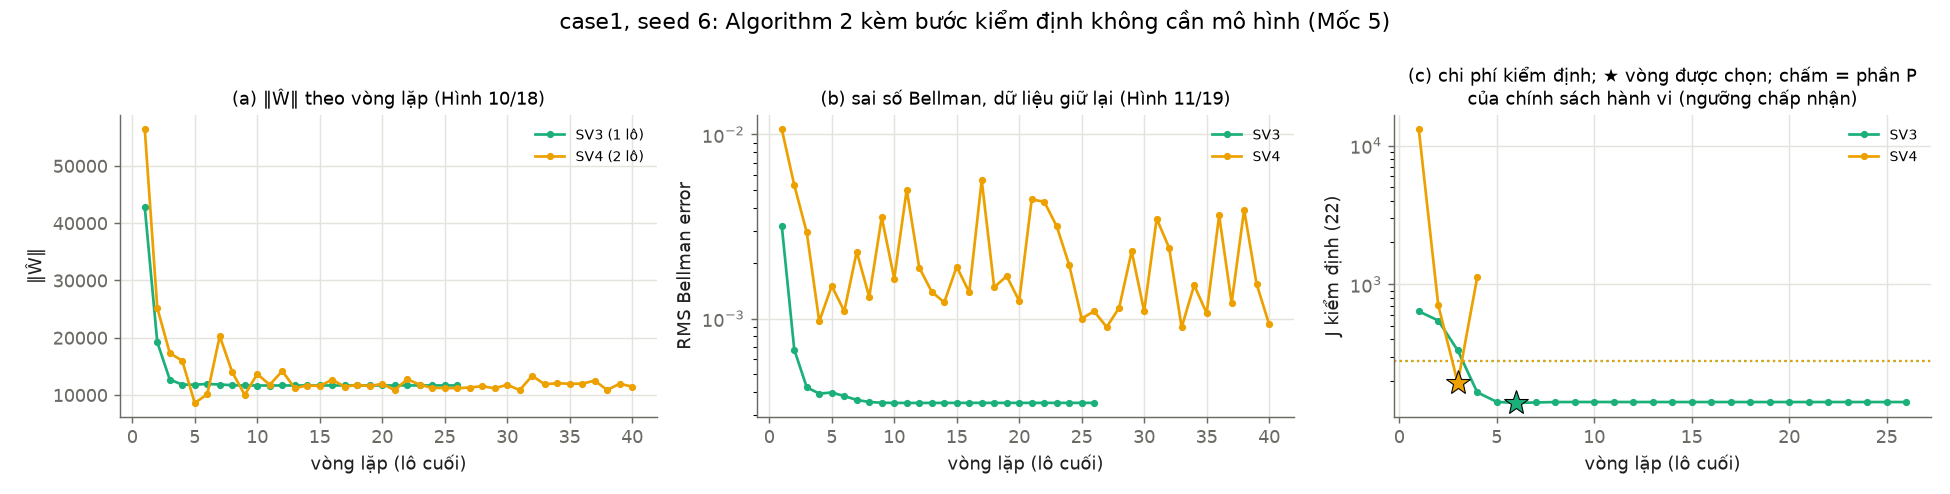 case1, seed 6: Algorithm 2 kèm bước kiểm định không cần mô hình (Mốc 5)
(a) ‖Ŵ‖ theo vòng lặp (Hình 10/18)
SV3 (1 lô)
SV4 (2 lô)
50000
40000
30000
20000
10000
‖Ŵ‖
0 5 10 15 20 25 30 35 40
vòng lặp (lô cuối)
(b) sai số Bellman, dữ liệu giữ lại (Hình 11/19)
SV3
SV4
10⁻²
10⁻³
RMS Bellman error
0 5 10 15 20 25 30 35 40
vòng lặp (lô cuối)
(c) chi phí kiểm định; ★ vòng được chọn; chấm = phần P
của chính sách hành vi (ngưỡng chấp nhận)
SV3
SV4
10⁴
10³
J kiểm định (22)
0 5 10 15 20 25
vòng lặp (lô cuối)